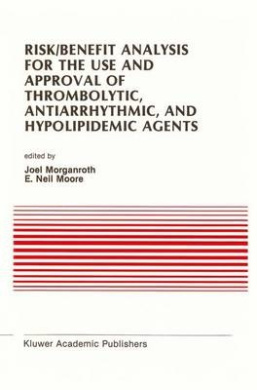 RISK/BENEFIT ANALYSIS
FOR THE USE AND
APPROVAL OF
THROMBOLYTIC,
ANTIARRHYTHMIC, AND
HYPOLIPIDEMIC AGENTS
edited by
Joel Morganroth
E. Neil Moore
Kluwer Academic Publishers